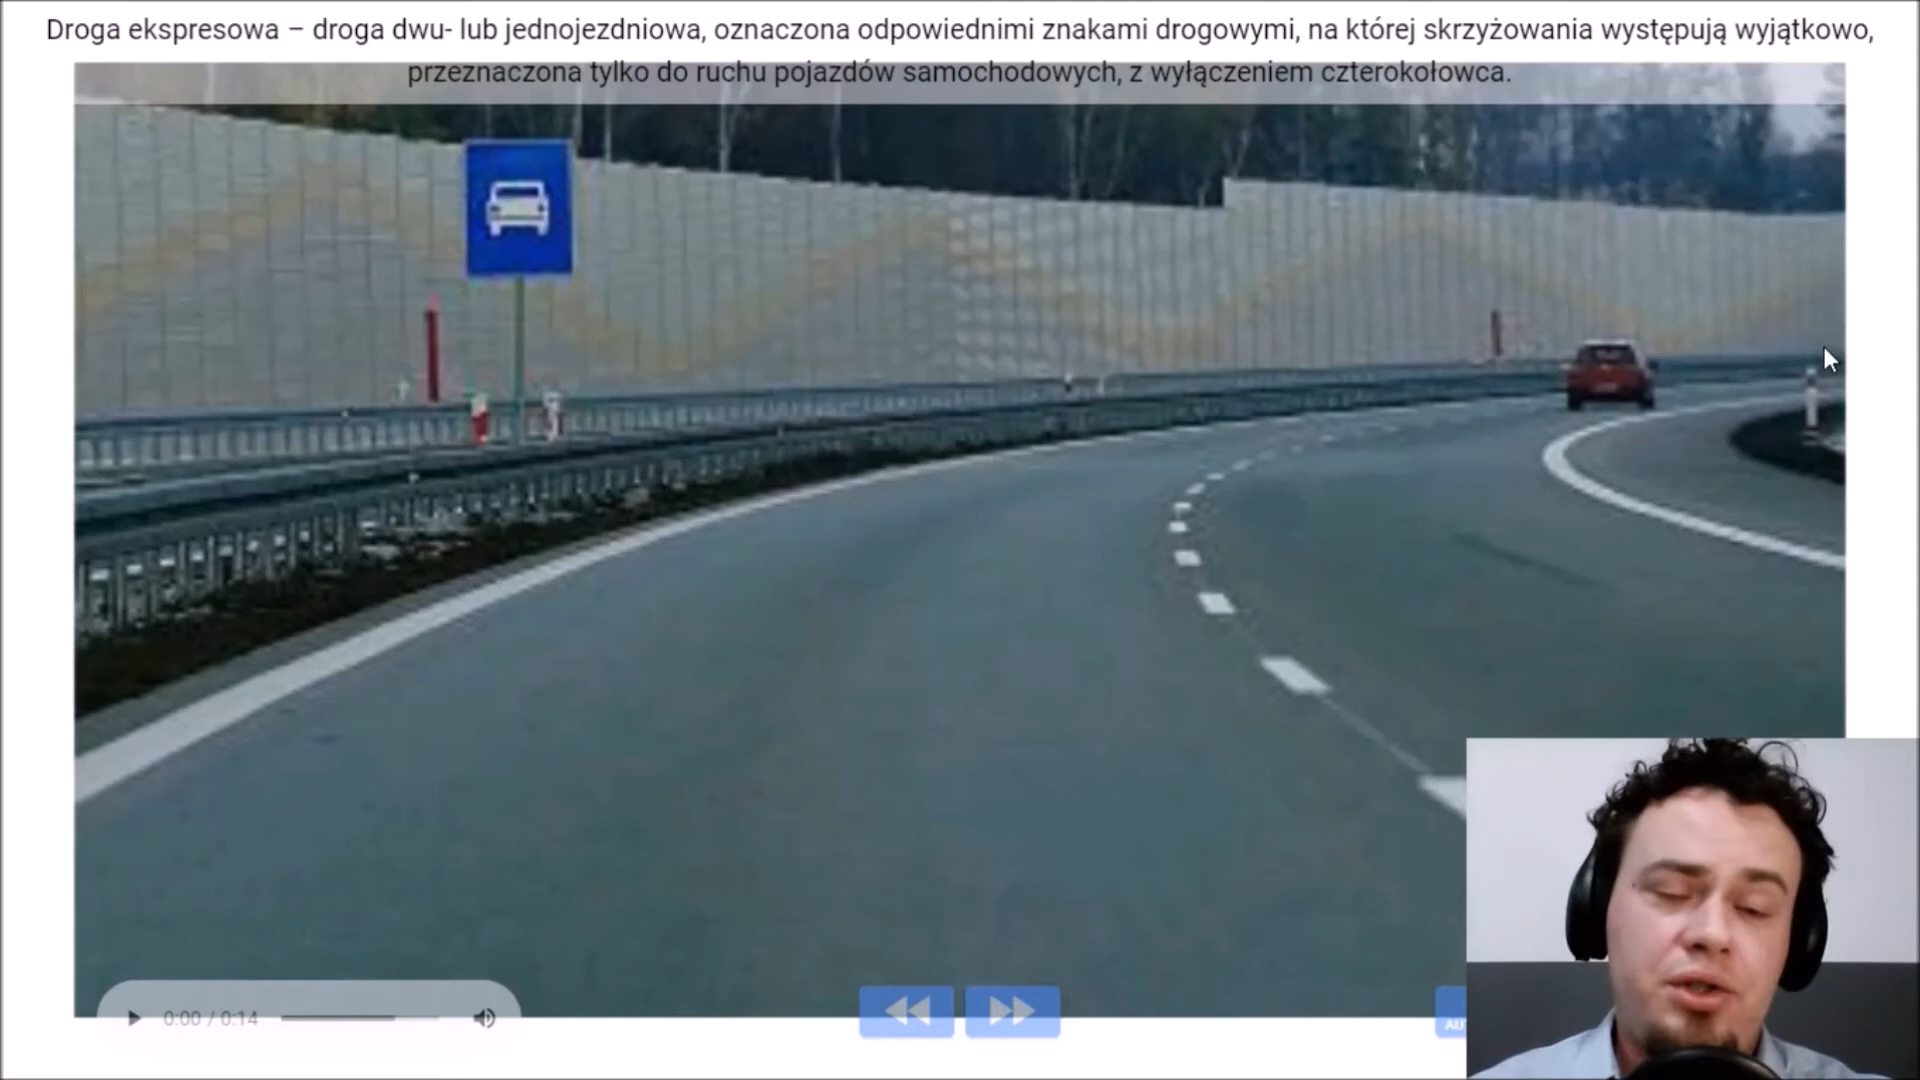 Droga ekspresowa – droga dwu- lub jednojezdniowa, oznaczona odpowiednimi znakami drogowymi, na której skrzyżowania występują wyjątkowo,
przeznaczona tylko do ruchu pojazdów samochodowych, z wyłączeniem czterokołowca.
0:00 / 0:14